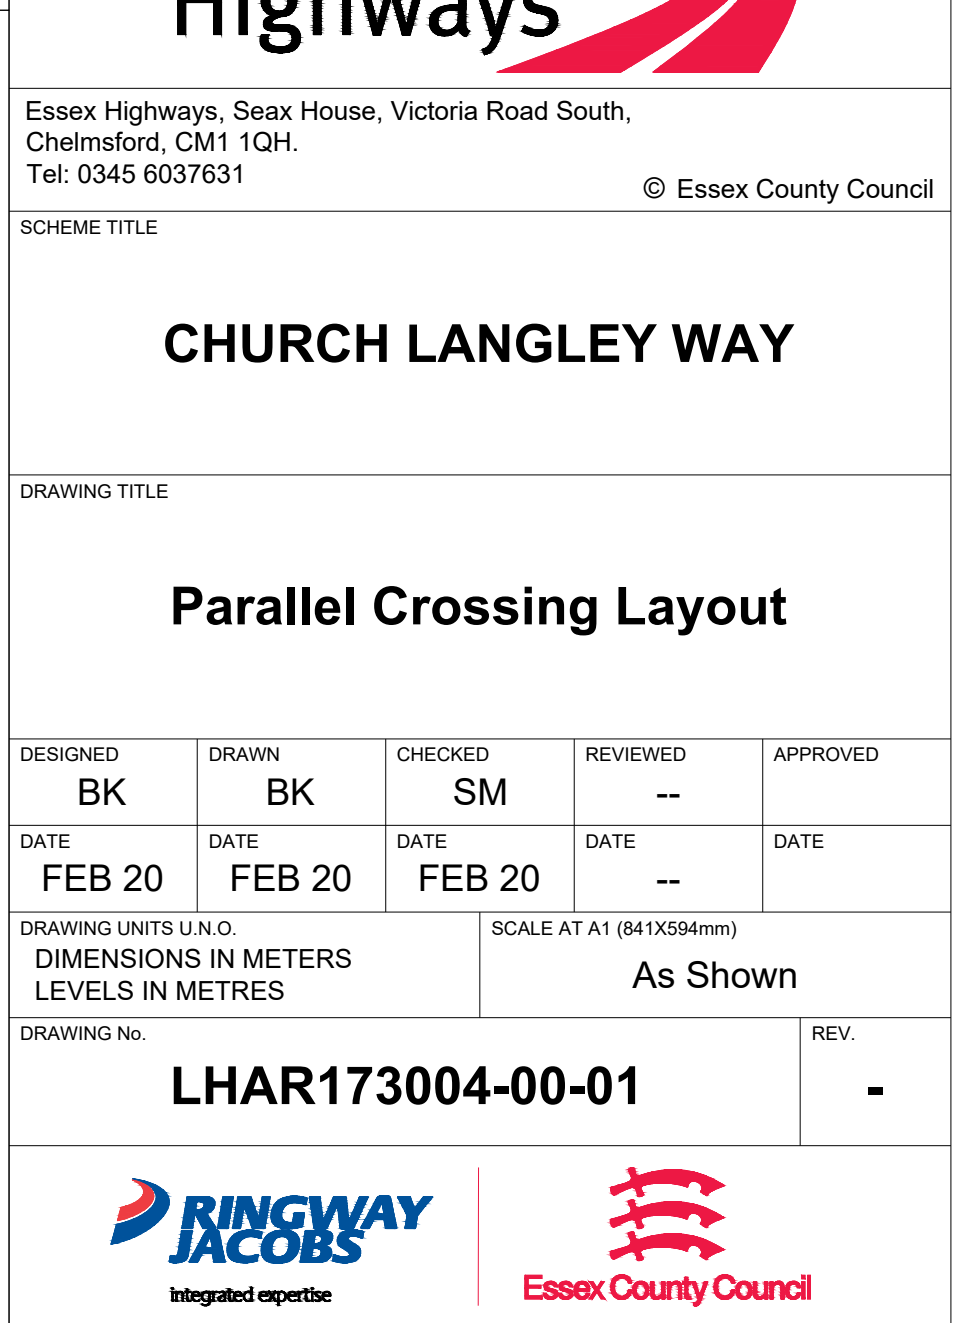 Highways
Essex Highways, Seax House, Victoria Road South,
Chelmsford, CM1 1QH.
Tel: 0345 6037631
© Essex County Council
SCHEME TITLE
CHURCH LANGLEY WAY
DRAWING TITLE
Parallel Crossing Layout
DESIGNED DRAWN CHECKED REVIEWED APPROVED
BK BK SM --
DATE DATE DATE DATE DATE
FEB 20 FEB 20 FEB 20 --
DRAWING UNITS U.N.O. SCALE AT A1 (841X594mm)
DIMENSIONS IN METERS
LEVELS IN METRES
As Shown
DRAWING No. REV.
LHAR173004-00-01 -
RINGWAY
JACOBS
integrated expertise
Essex County Council